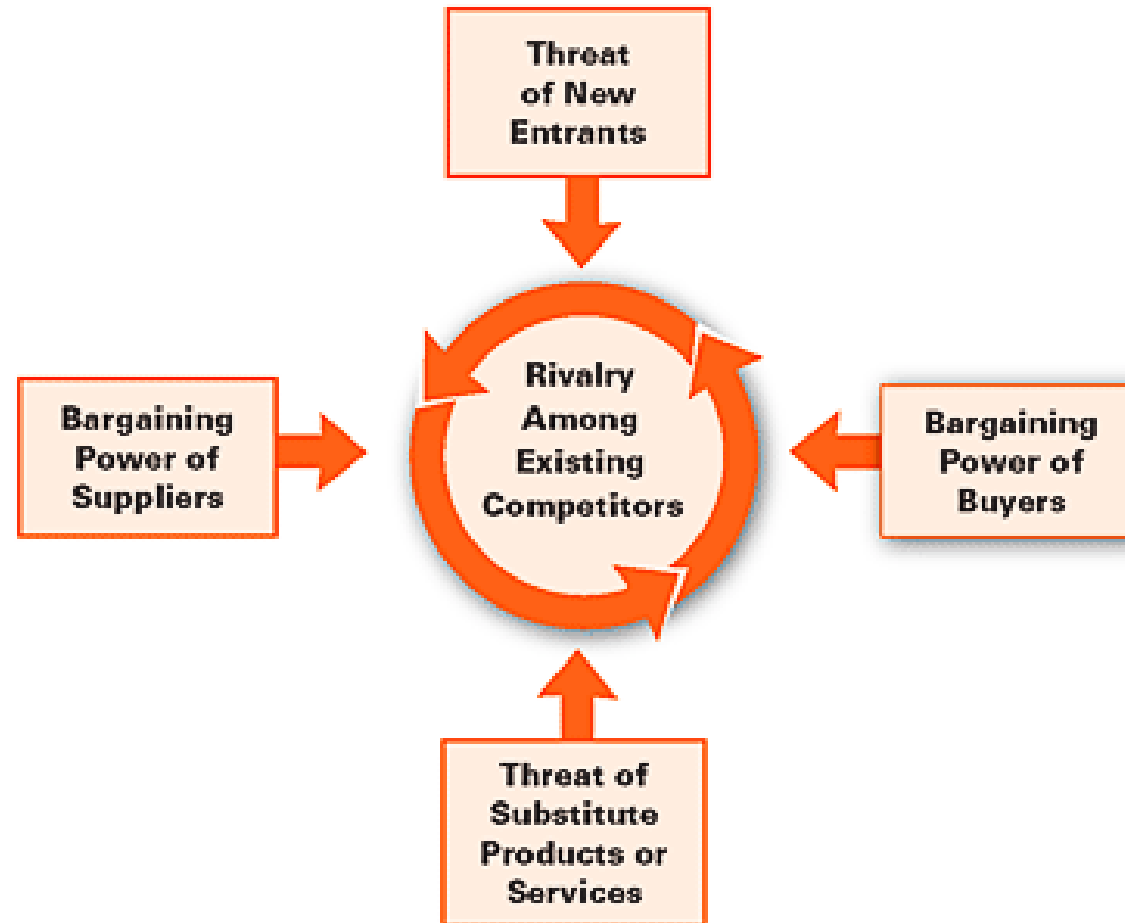 Threat
of New
Entrants
Bargaining
Power of
Suppliers
Rivalry
Among
Existing
Competitors
Bargaining
Power of
Buyers
Threat of
Substitute
Products or
Services